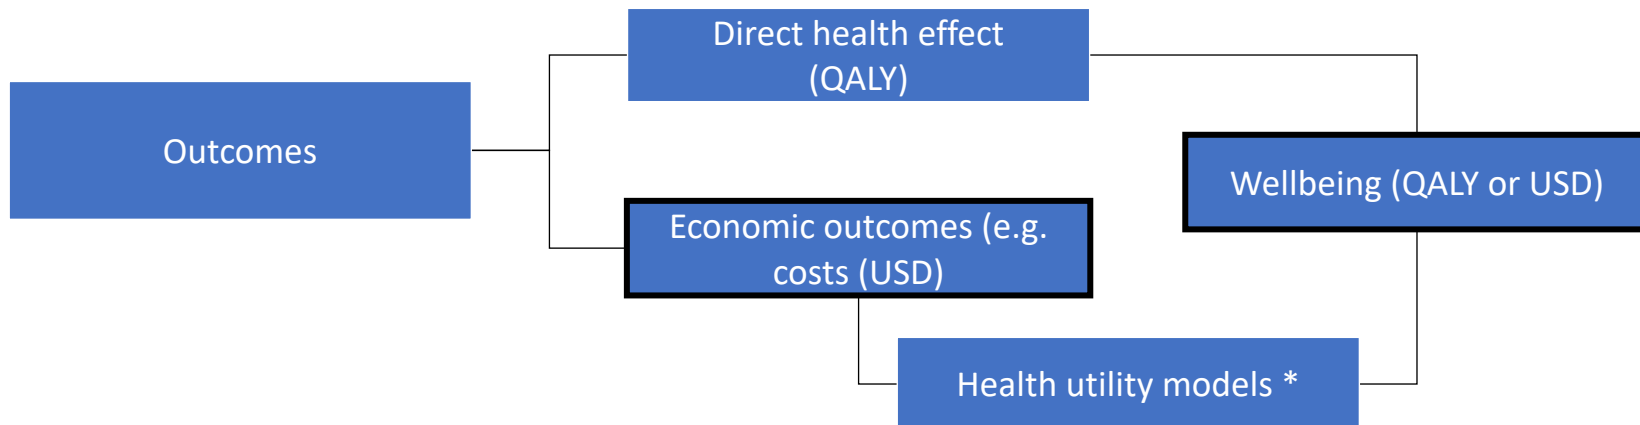 Direct health effect
(QALY)
Outcomes
Wellbeing (QALY or USD)
Economic outcomes (e.g.
costs (USD)
Health utility models *